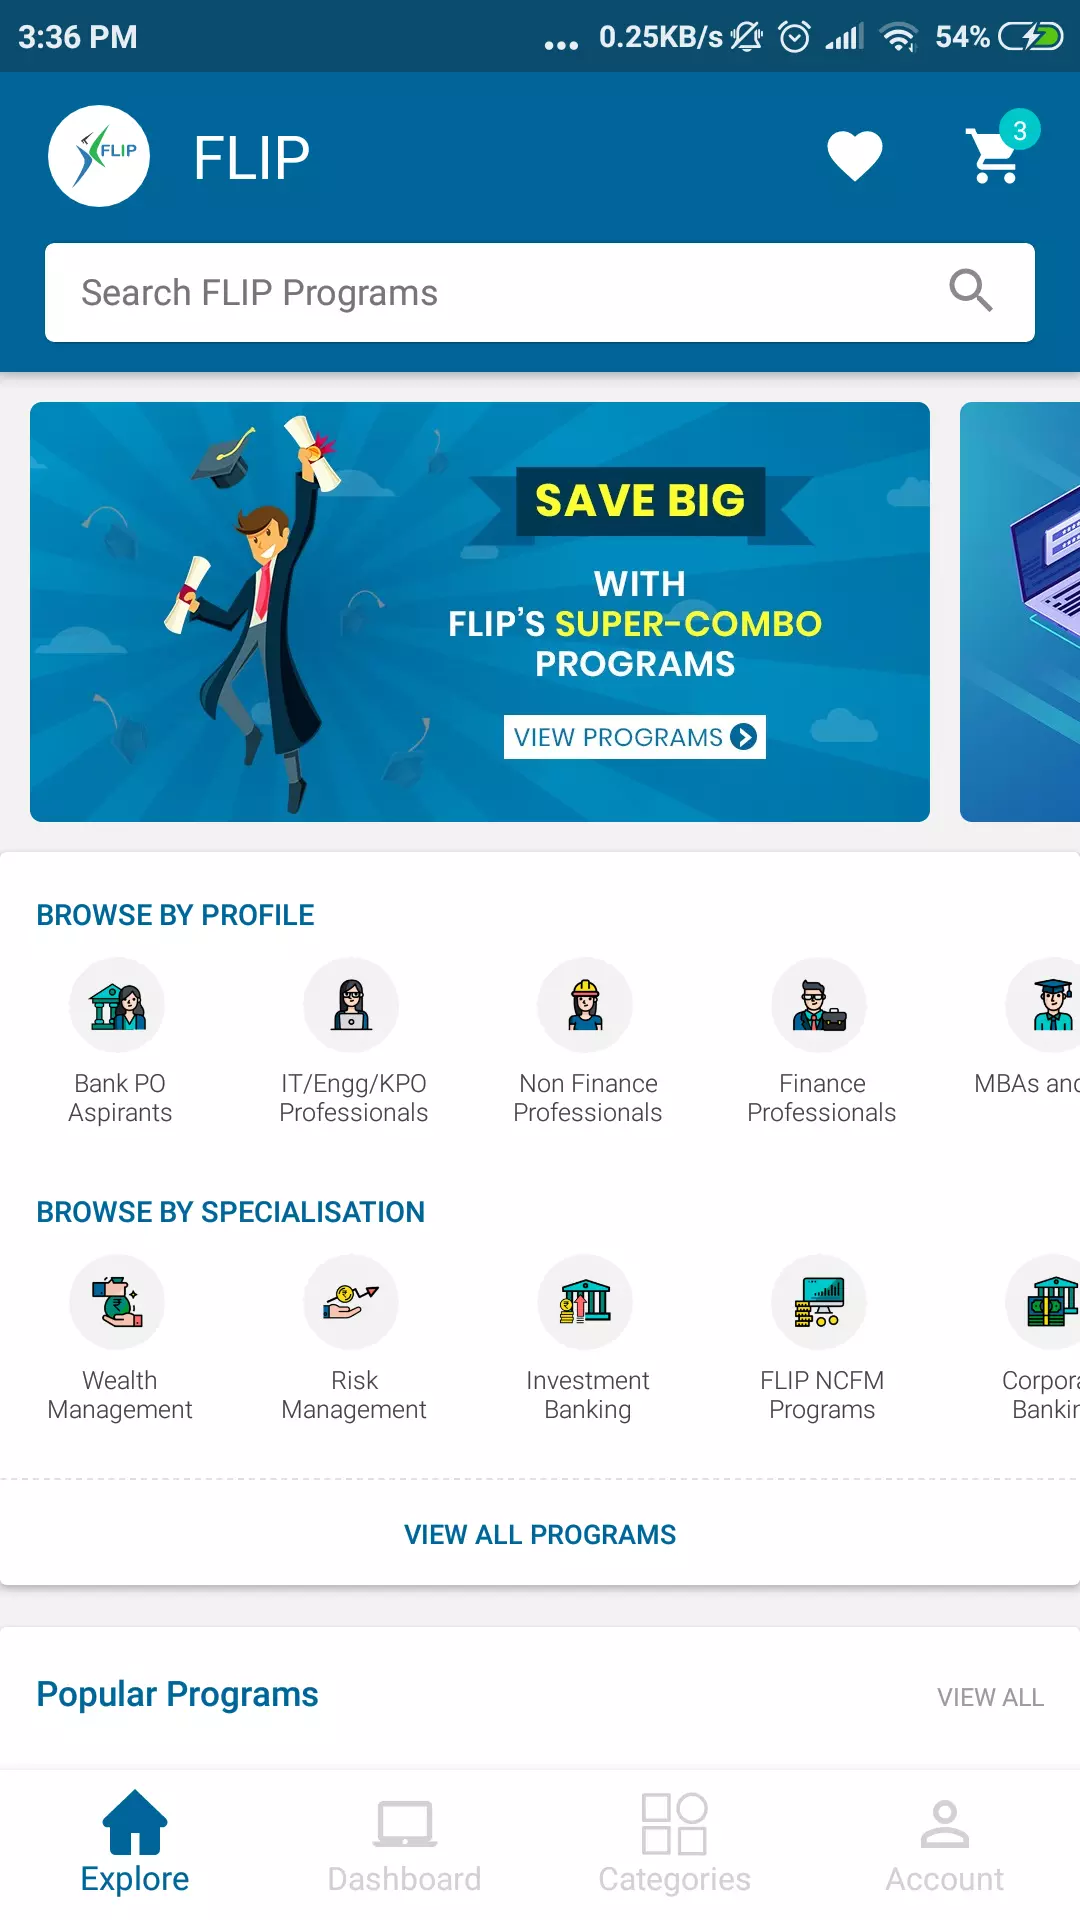 3:36 PM
... 0.25KB/s 54%
FLIP
FLIP
3
Search FLIP Programs
SAVE BIG
WITH
FLIP'S SUPER-COMBO
PROGRAMS
VIEW PROGRAMS
BROWSE BY PROFILE
Bank PO
Aspirants
IT/Engg/KPO
Professionals
Non Finance
Professionals
Finance
Professionals
MBAs and
BROWSE BY SPECIALISATION
Wealth
Management
Risk
Management
Investment
Banking
FLIP NCFM
Programs
Corpora
Bankin
VIEW ALL PROGRAMS
Popular Programs
VIEW ALL
Explore
Dashboard
Categories
Account